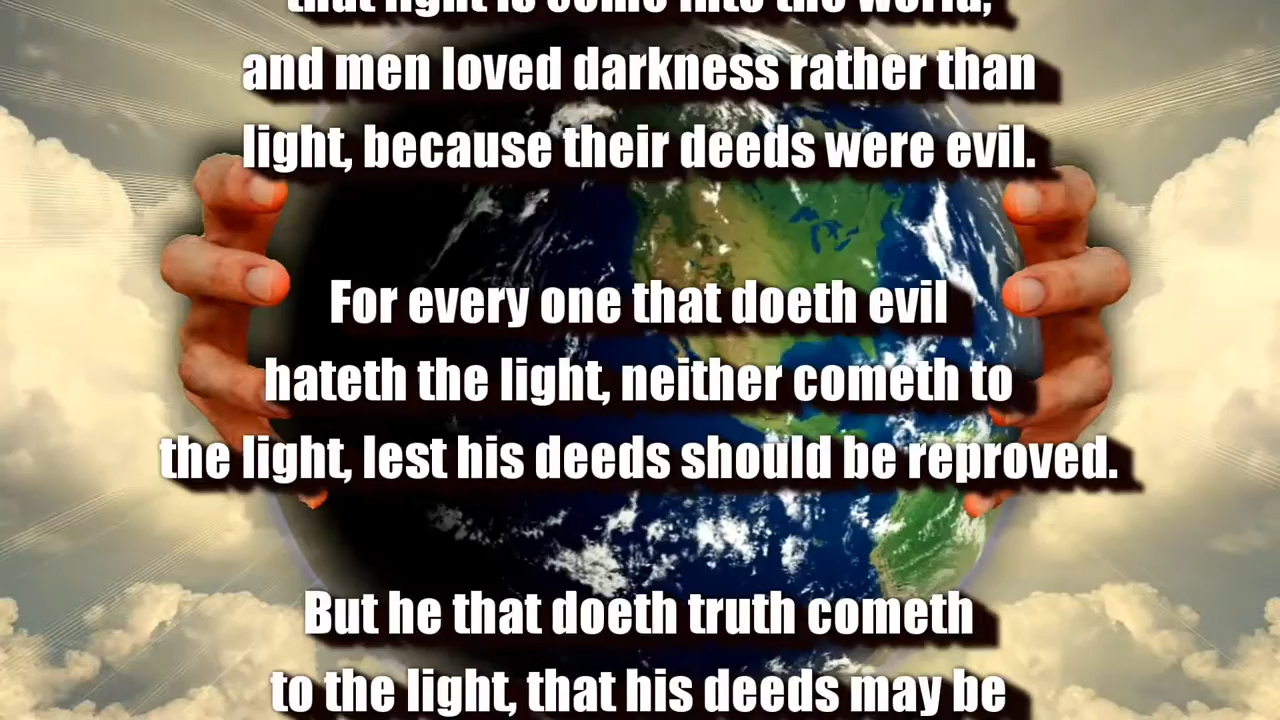 that light is come into the world,
and men loved darkness rather than
light, because their deeds were evil.
For every one that doeth evil
hateth the light, neither cometh to
the light, lest his deeds should be reproved.
But he that doeth truth cometh
to the light, that his deeds may be